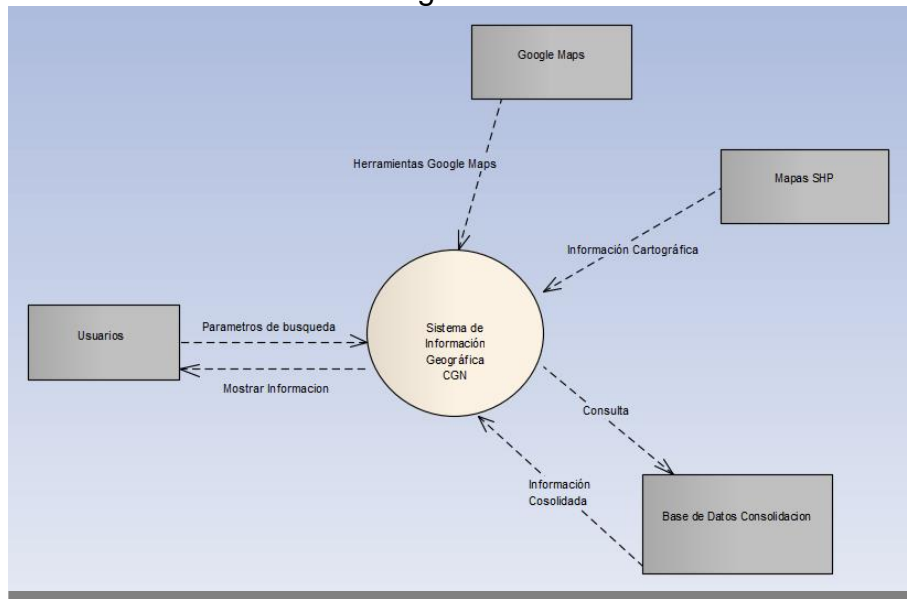 Google Maps
Herramientas Google Maps
Mapas SHP
Información Cartográfica
Usuarios
Parametros de busqueda
Mostrar Informacion
Sistema de
Información
Geográfica
CGN
Consulta
Información
Cosolidada
Base de Datos Consolidacion